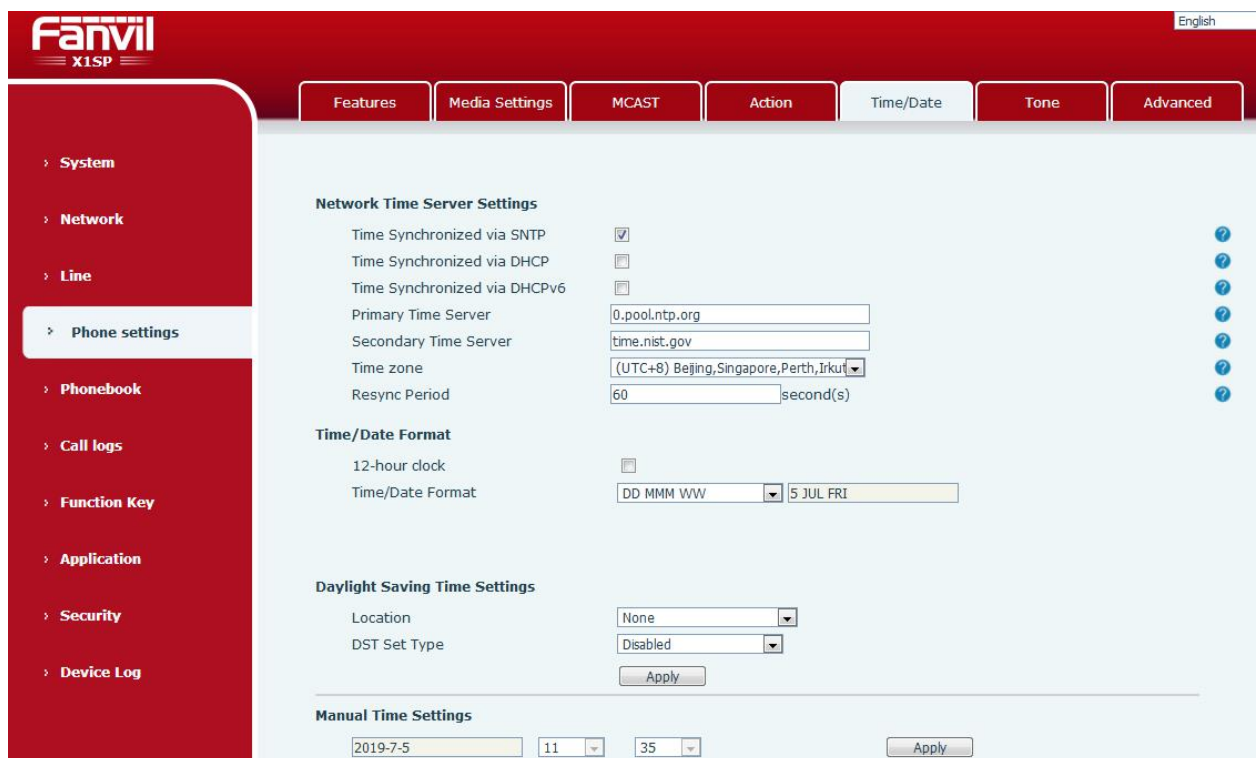 English
Fanvil
X1SP
Features Media Settings MCAST Action Time/Date Tone Advanced
System
Network
Line
Phone settings
Phonebook
Call logs
Function Key
Application
Security
Device Log
Network Time Server Settings
Time Synchronized via SNTP
Time Synchronized via DHCP
Time Synchronized via DHCPv6
Primary Time Server 0.pool.ntp.org
Secondary Time Server time.nist.gov
Time zone (UTC+8) Beijing,Singapore,Perth,Irkut
Resync Period 60 second(s)
Time/Date Format
12-hour clock
Time/Date Format DD MMM WW 5 JUL FRI
Daylight Saving Time Settings
Location None
DST Set Type Disabled
Apply
Manual Time Settings
2019-7-5 11 35 Apply